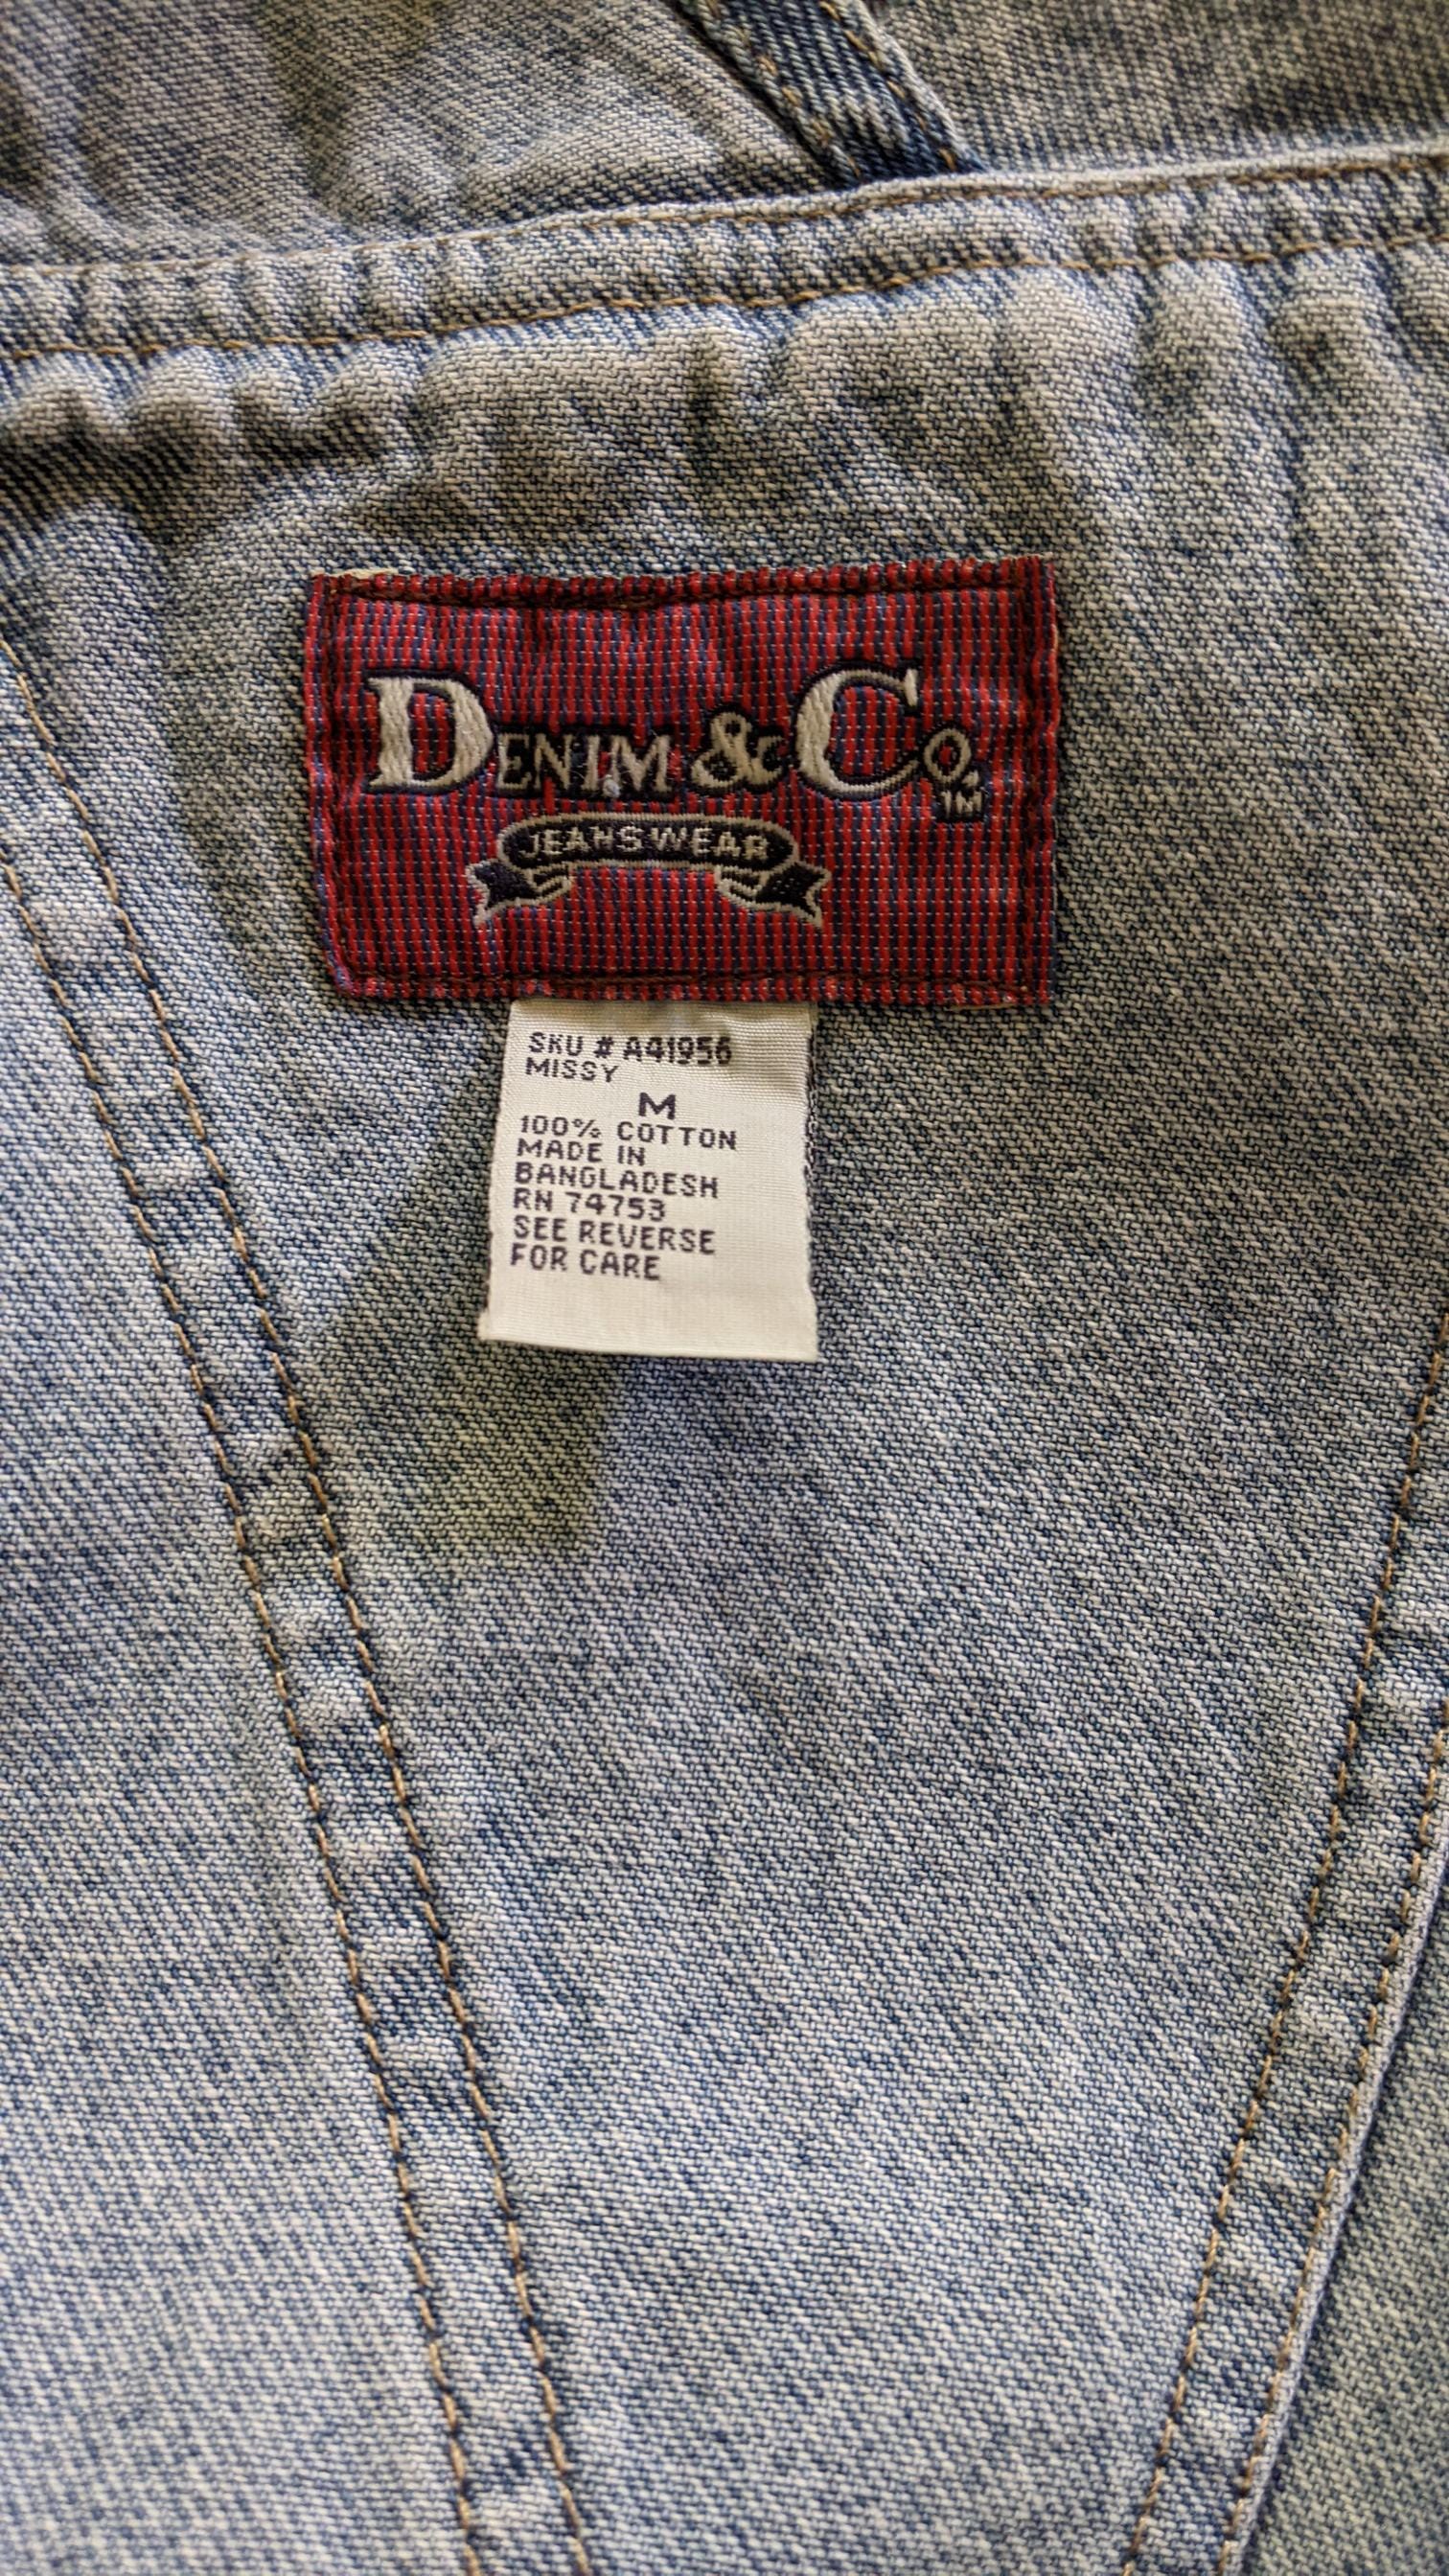 DENIM & CO. TM
JEANSWEAR
SKU # A41956
MISSY
M
100% COTTON
MADE IN
BANGLADESH
RN 74753
SEE REVERSE
FOR CARE